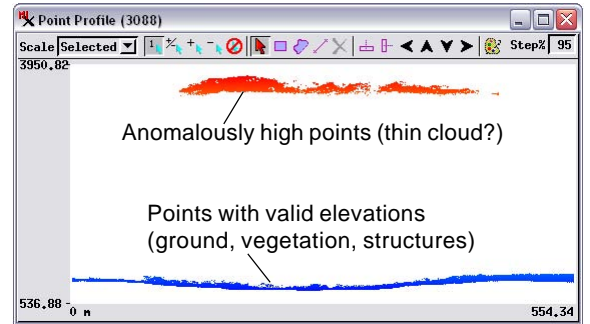 Point Profile (3088)
Scale Selected Step% 95
3950.82
Anomalously high points (thin cloud?)
Points with valid elevations
(ground, vegetation, structures)
536.88
0 m 554.34